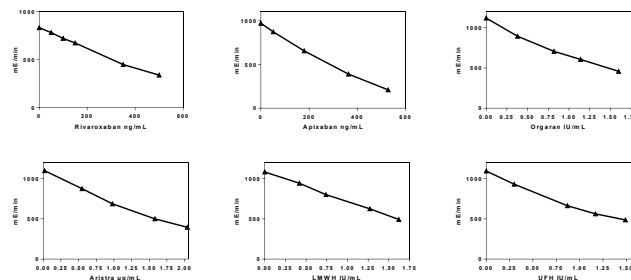 1000
500
0
mE/min
0 200 400 600
Rivaroxaban ng/mL
1000
500
0
mE/min
0 200 400 600
Apixaban ng/mL
1000
500
0
mE/min
0.00 0.25 0.50 0.75 1.00 1.25 1.50 1.75
Orgaran IU/mL
1000
500
0
mE/min
0.00 0.25 0.50 0.75 1.00 1.25 1.50 1.75 2.00
Arixtra ug/mL
1000
500
0
mE/min
0.00 0.25 0.50 0.75 1.00 1.25 1.50 1.75
LMWH IU/mL
1000
500
0
mE/min
0.00 0.25 0.50 0.75 1.00 1.25 1.50
UFH IU/mL